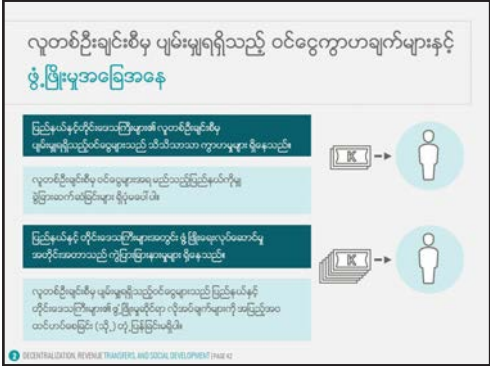 လူတစ်ဦးချင်းစီမှ ပျမ်းမျှရရှိသည့် ဝင်ငွေကွာဟချက်များနှင့်
ဖွံ့ဖြိုးမှုအခြေအနေ
ပြည်နယ်နှင့်တိုင်းဒေသကြီးများ၏ လူတစ်ဦးချင်းစီမှ
ပျမ်းမျှရရှိသည့်ဝင်ငွေများသည် သိသိသာသာ ကွာဟမှုများ ရှိနေသည်။
K
လူတစ်ဦးချင်းစီမှ ဝင်ငွေများအရ မည်သည့်ပြည်နယ်ကိုမျှ
ခွဲခြားဆက်ဆံခြင်းများ ရှိပုံမပေါ်ပါ။
ပြည်နယ်နှင့် တိုင်းဒေသကြီးများအတွင်း ဖွံ့ဖြိုးရေးလုပ်ဆောင်မှု
အတိုင်းအတာသည် ကွဲပြားခြားနားမှုများ ရှိနေသည်။
K
လူတစ်ဦးချင်းစီမှ ပျမ်းမျှရရှိသည့်ဝင်ငွေများသည် ပြည်နယ်နှင့်
တိုင်းဒေသကြီးများ၏ ဖွံ့ဖြိုးမှုဆိုင်ရာ လိုအပ်ချက်များကို အပြည့်အဝ
ထင်ဟပ်စေခြင်း (သို့) တုံ့ပြန်ခြင်းမရှိပါ။
2 DECENTRALIZATION, REVENUE TRANSFERS, AND SOCIAL DEVELOPMENT | PAGE 42